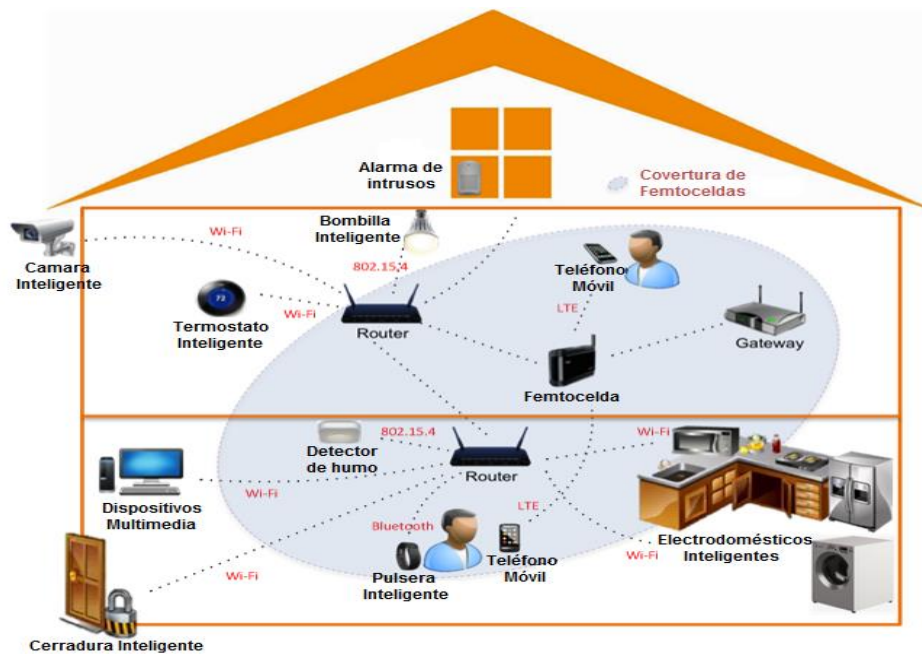 Alarma de
intrusos
Covertura de
Femtoceldas
Bombilla
Inteligente
Wi-Fi
Camara
Inteligente
802.15.4
Teléfono
Móvil
72
Wi-Fi
Termostato
Inteligente
Router
LTE
Gateway
Femtocelda
802.15.4
Detector
de humo
Wi-Fi
Router
Dispositivos
Multimedia
Wi-Fi
LTE
Bluetooth
Electrodomésticos
Inteligentes
Teléfono
Móvil
Wi-Fi
Pulsera
Inteligente
Wi-Fi
Cerradura Inteligente